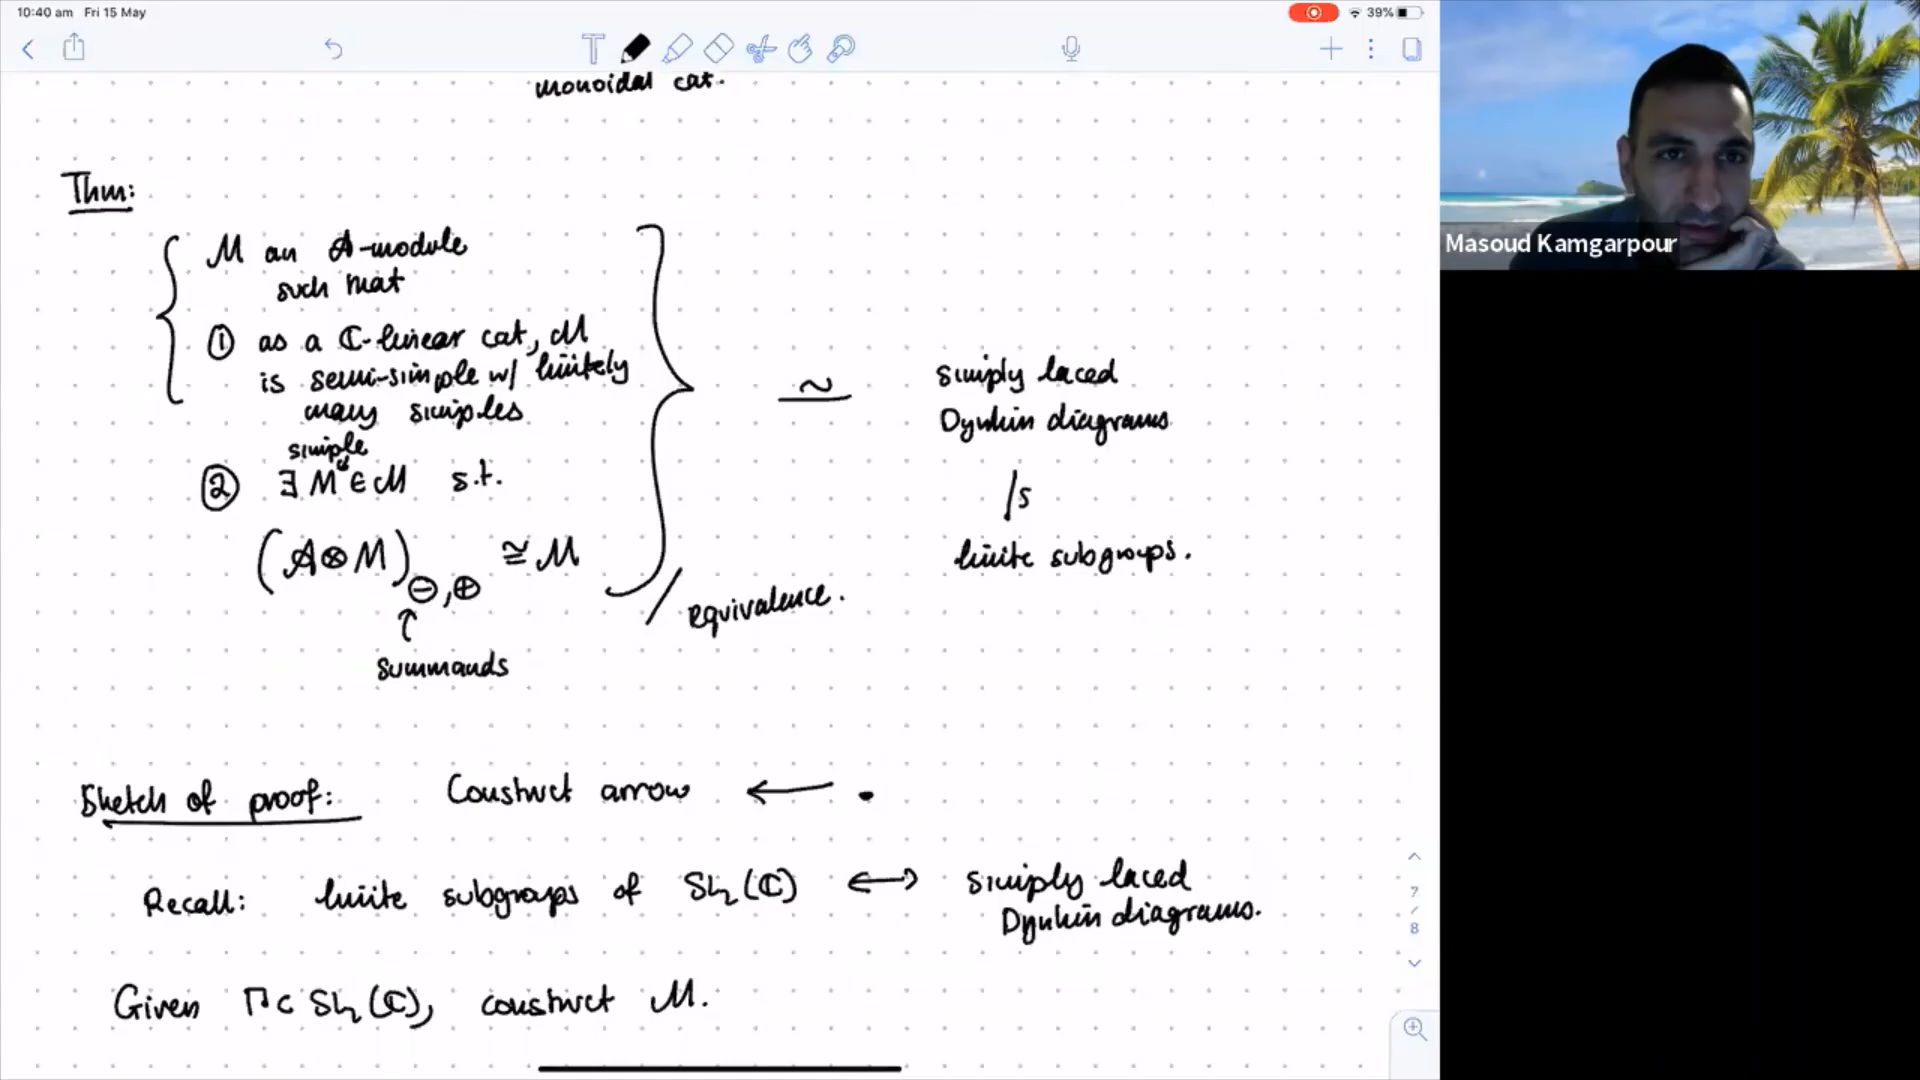 10:40 am Fri 15 May
39%
monoidal cat.
Thm:
M an A-module
such that
① as a ℂ-linear cat, M
is semi-simple w/ finitely
many simples
simple
② ∃ M ∈ M s.t.
(A⊗M)⊖,⊕ ≅ M
↑
summands
/ equivalence.
~
simply laced
Dynkin diagrams
/s
finite subgroups.
Sketch of proof: Construct arrow ← •
Recall: finite subgroups of SL₂(ℂ) ↔ simply laced
Dynkin diagrams.
Given Γ ⊂ SL₂(ℂ), construct M.
7
/
8
Masoud Kamgarpour